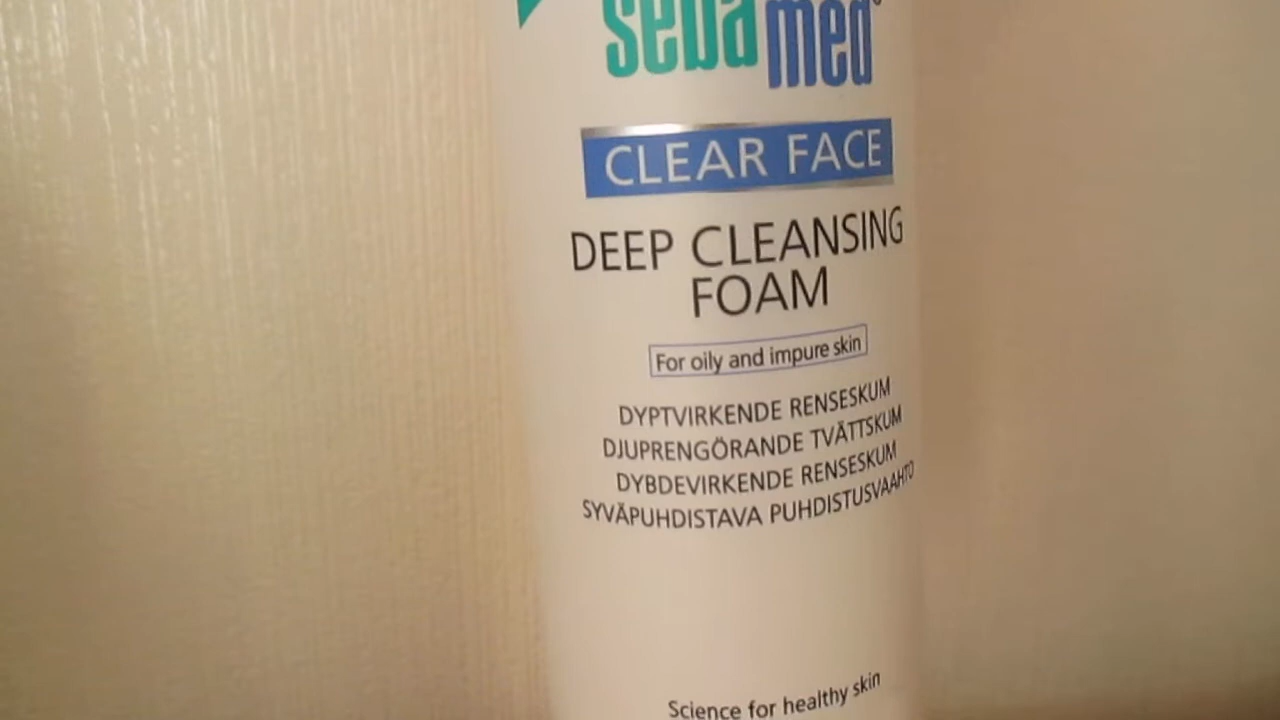 sebamed
CLEAR FACE
DEEP CLEANSING
FOAM
For oily and impure skin
DYPTVIRKENDE RENSESKUM
DJUPRENGÖRANDE TVÄTTSKUM
DYBDEVIRKENDE RENSESKUM
SYVÄPUHDISTAVA PUHDISTUSVAAHTO
Science for healthy skin